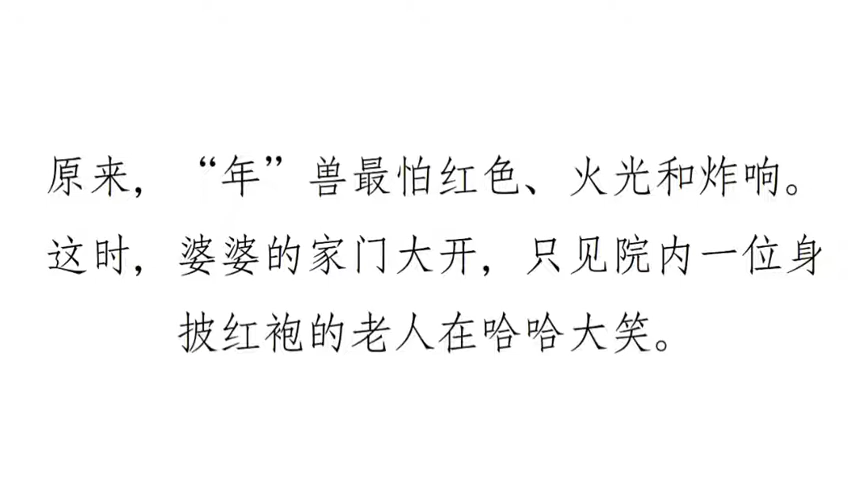 原来，“年”兽最怕红色、火光和炸响。
这时，婆婆的家门大开，只见院内一位身
披红袍的老人在哈哈大笑。